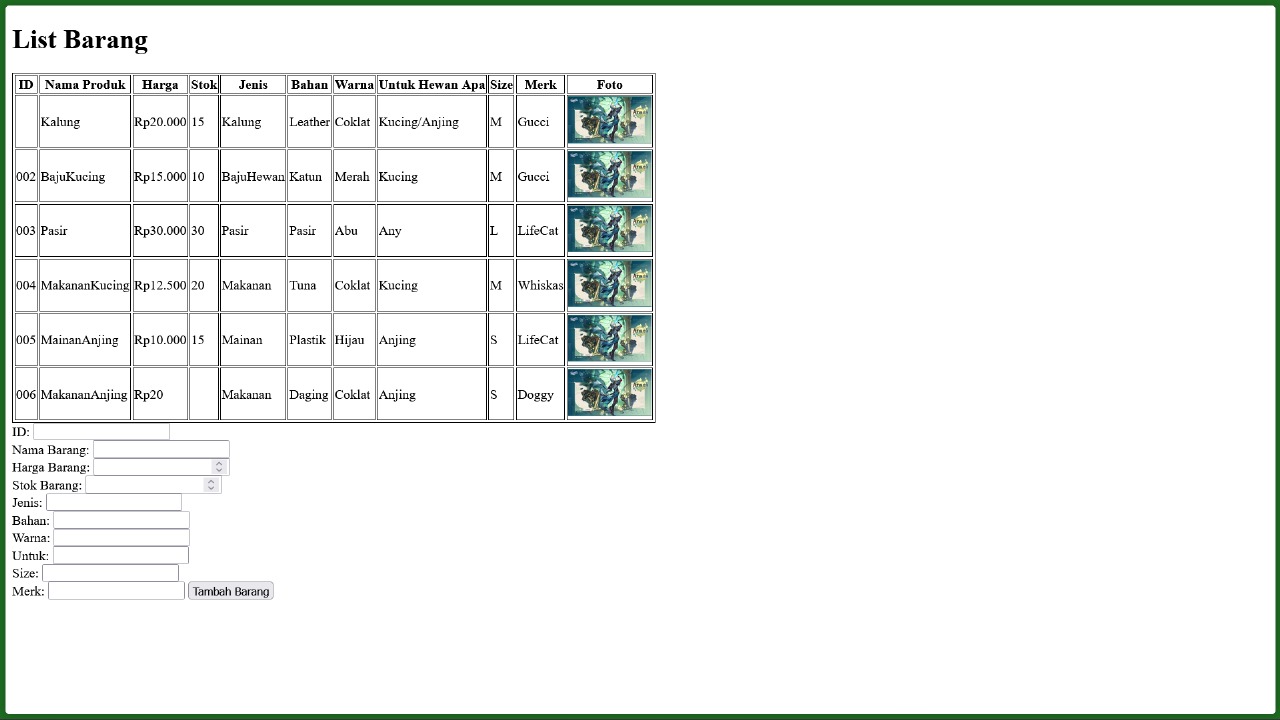 List Barang
ID Nama Produk Harga Stok Jenis Bahan Warna Untuk Hewan Apa Size Merk Foto
Kalung Rp20.000 15 Kalung Leather Coklat Kucing/Anjing M Gucci
002 BajuKucing Rp15.000 10 BajuHewan Katun Merah Kucing M Gucci
003 Pasir Rp30.000 30 Pasir Pasir Abu Any L LifeCat
004 MakananKucing Rp12.500 20 Makanan Tuna Coklat Kucing M Whiskas
005 MainanAnjing Rp10.000 15 Mainan Plastik Hijau Anjing S LifeCat
006 MakananAnjing Rp20 Makanan Daging Coklat Anjing S Doggy
ID:
Nama Barang:
Harga Barang:
Stok Barang:
Jenis:
Bahan:
Warna:
Untuk:
Size:
Merk: Tambah Barang